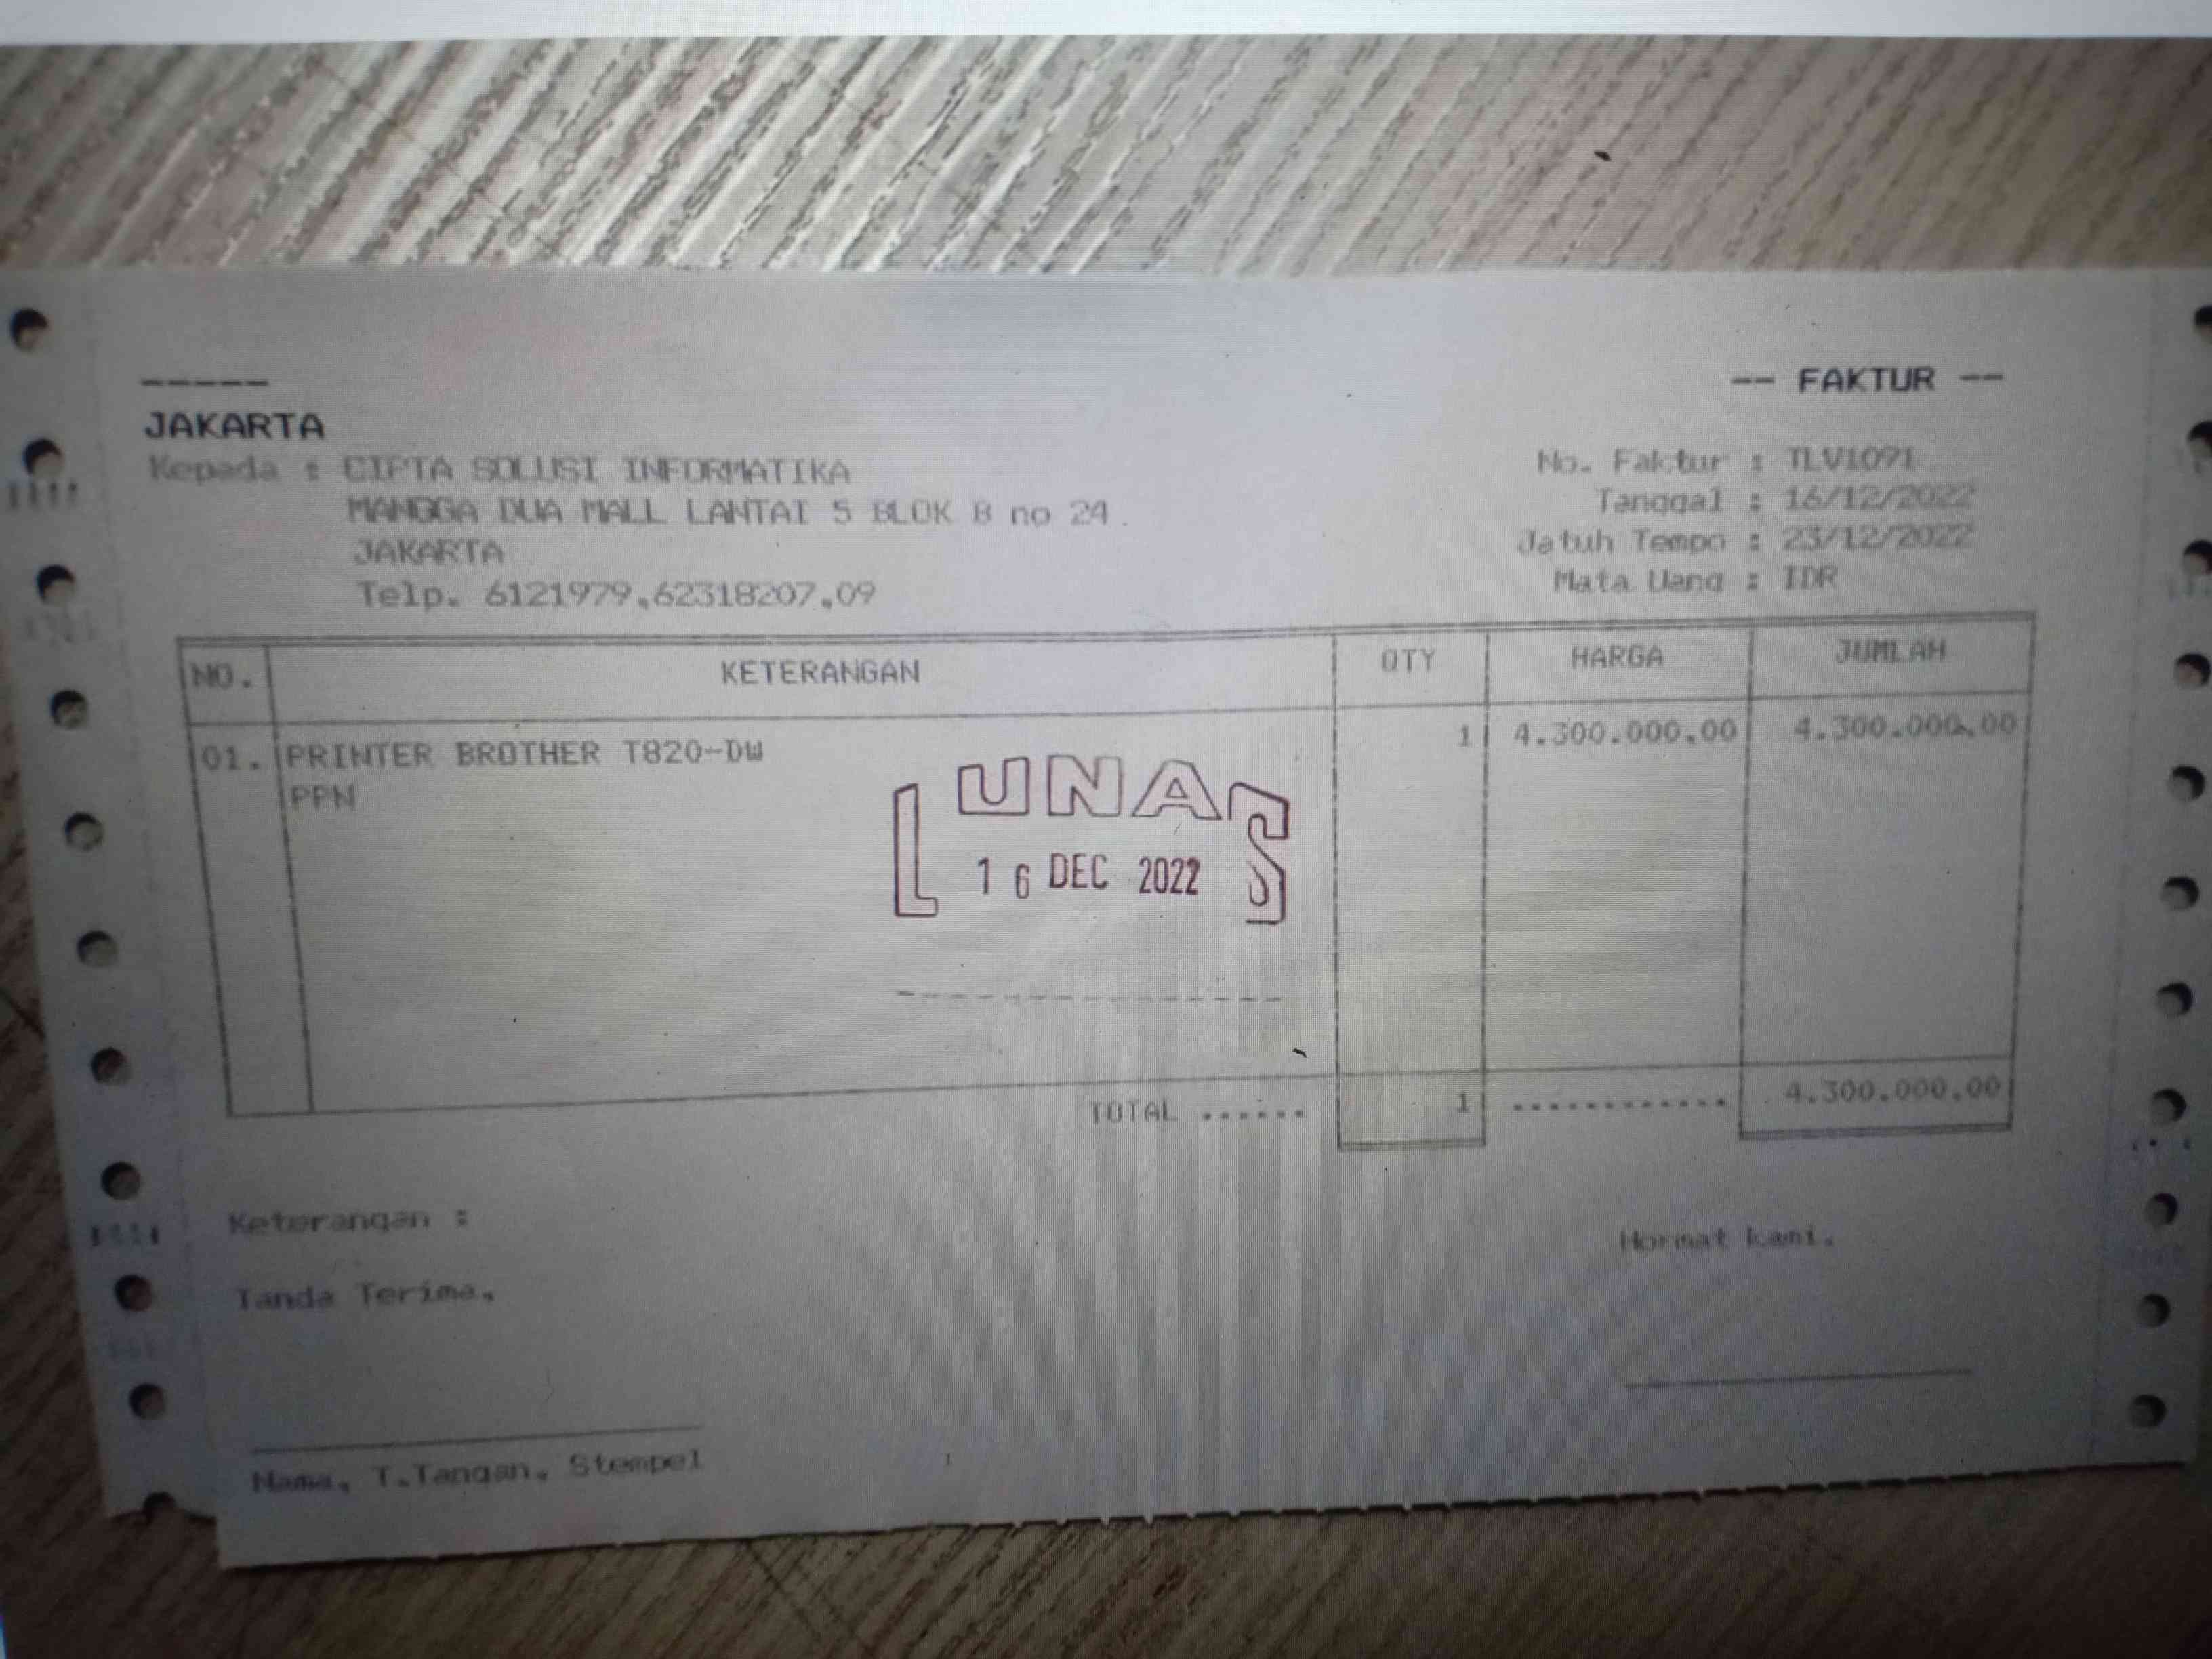 -----
-- FAKTUR --
JAKARTA
Kepada : CIPTA SOLUSI INFORMATIKA
MANGGA DUA MALL LANTAI 5 BLOK B no 24
JAKARTA
Telp. 6121979,62318207,09
No. Faktur : TLV1091
Tanggal : 16/12/2022
Jatuh Tempo : 23/12/2022
Mata Uang : IDR
NO. KETERANGAN QTY HARGA JUMLAH
01. PRINTER BROTHER T820-DW 1 4.300.000,00 4.300.000,00
PPN
LUNAS
16 DEC 2022
TOTAL ...... 1 ............ 4.300.000,00
Keterangan :
Hormat kami,
Tanda Terima,
Nama, T.Tangan, Stempel